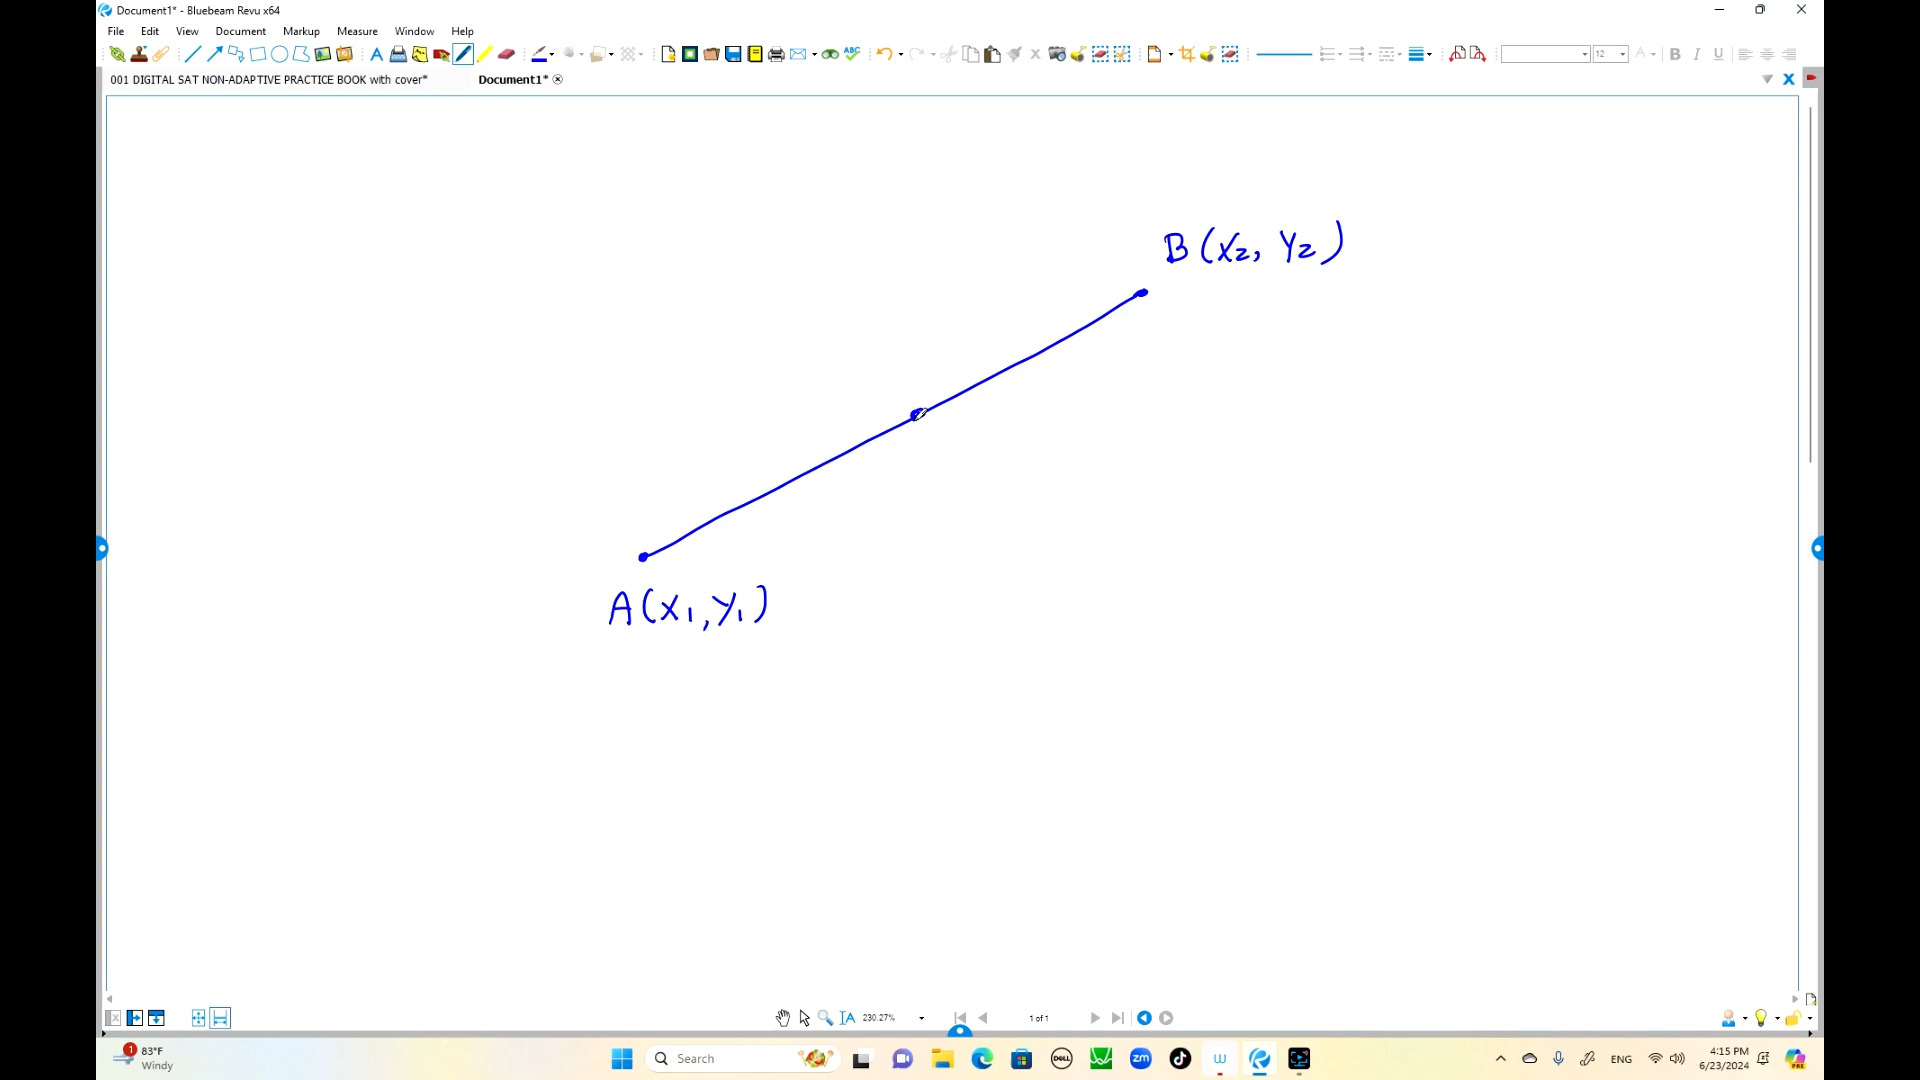 Document1* - Bluebeam Revu x64
File Edit View Document Markup Measure Window Help
12
001 DIGITAL SAT NON-ADAPTIVE PRACTICE BOOK with cover*
Document1*
B (X2, Y2)
A(X1, Y1)
230.27%
1 of 1
1
83°F
Windy
Search
ENG
4:15 PM
6/23/2024